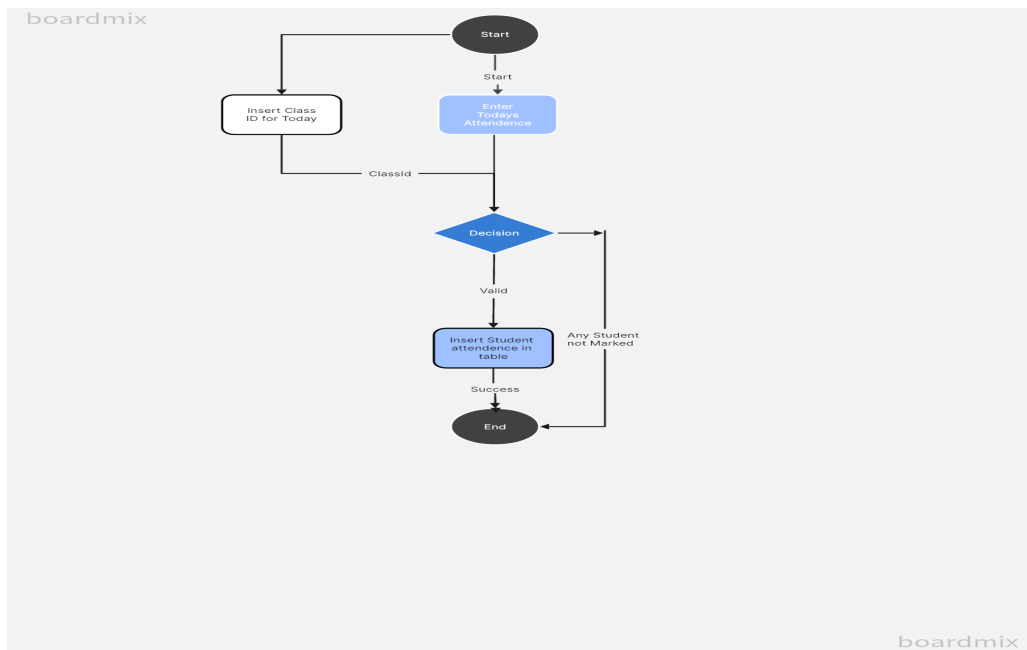 boardmix
Start
Start
Insert Class
ID for Today
Enter
Todays
Attendence
ClassId
Decision
Valid
Any Student
not Marked
Insert Student
attendence in
table
Success
End
boardmix